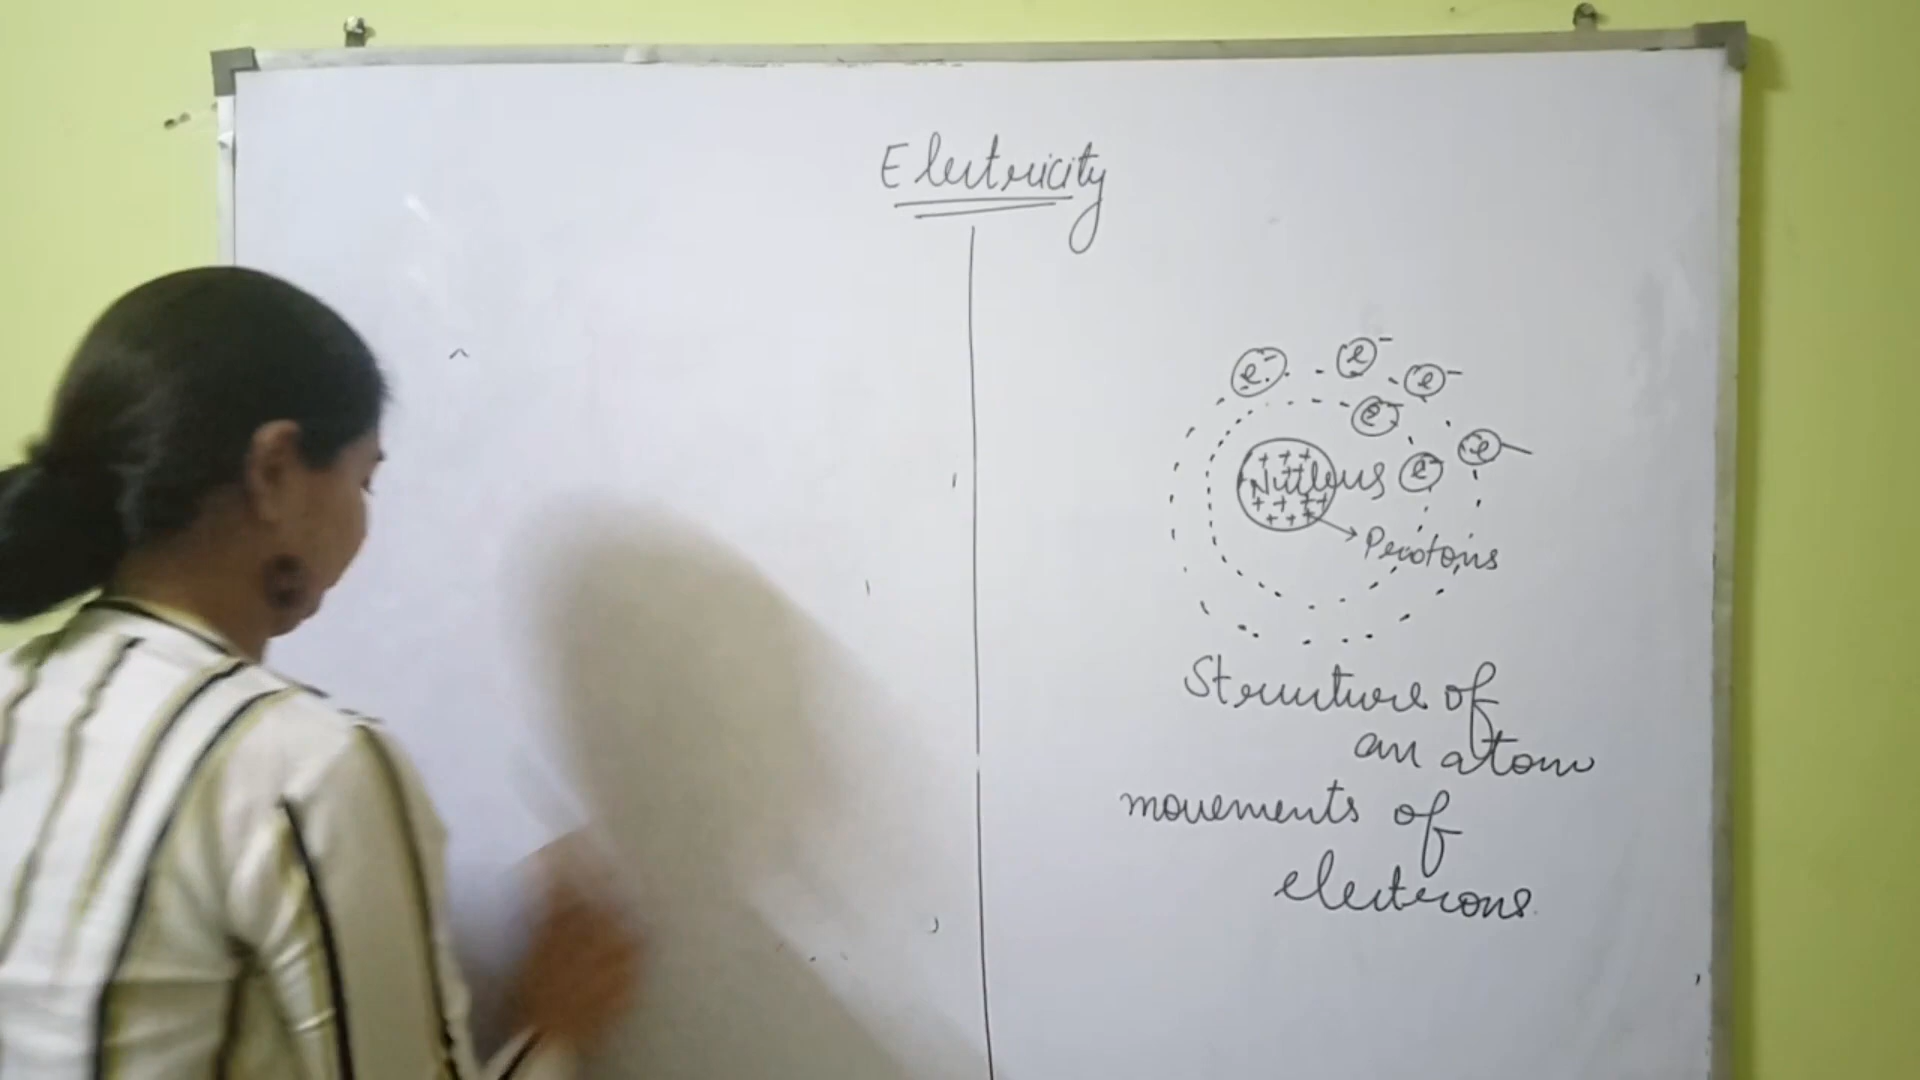 Electricity
e-
e-
e-
e-
e-
e-
+ + +
Nucleus
+ + + +
+ + + +
Protons
Structure of
an atom
movements of
electrons.